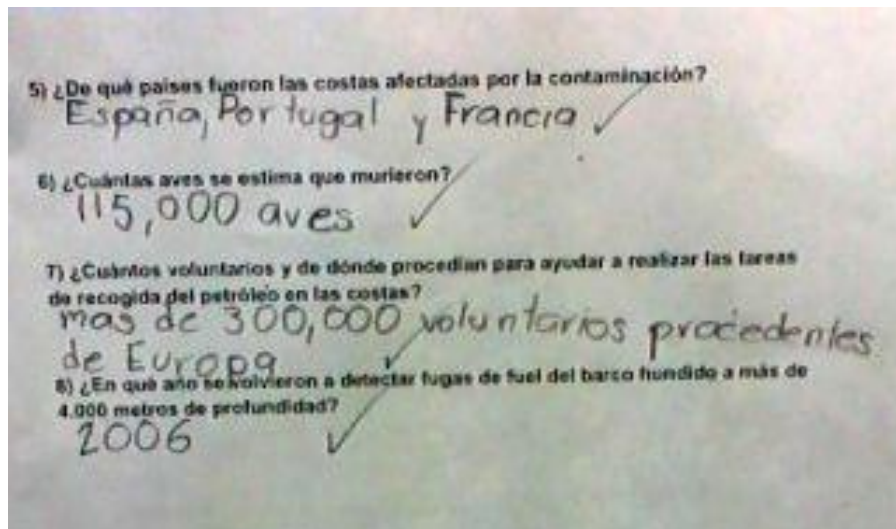 5) ¿De qué países fueron las costas afectadas por la contaminación?
España, Portugal y Francia
6) ¿Cuántas aves se estima que murieron?
115,000 aves
7) ¿Cuántos voluntarios y de dónde procedían para ayudar a realizar las tareas
de recogida del petróleo en las costas?
mas de 300,000 voluntarios procedentes
de Europa
8) ¿En qué año se volvieron a detectar fugas de fuel del barco hundido a más de
4.000 metros de profundidad?
2006